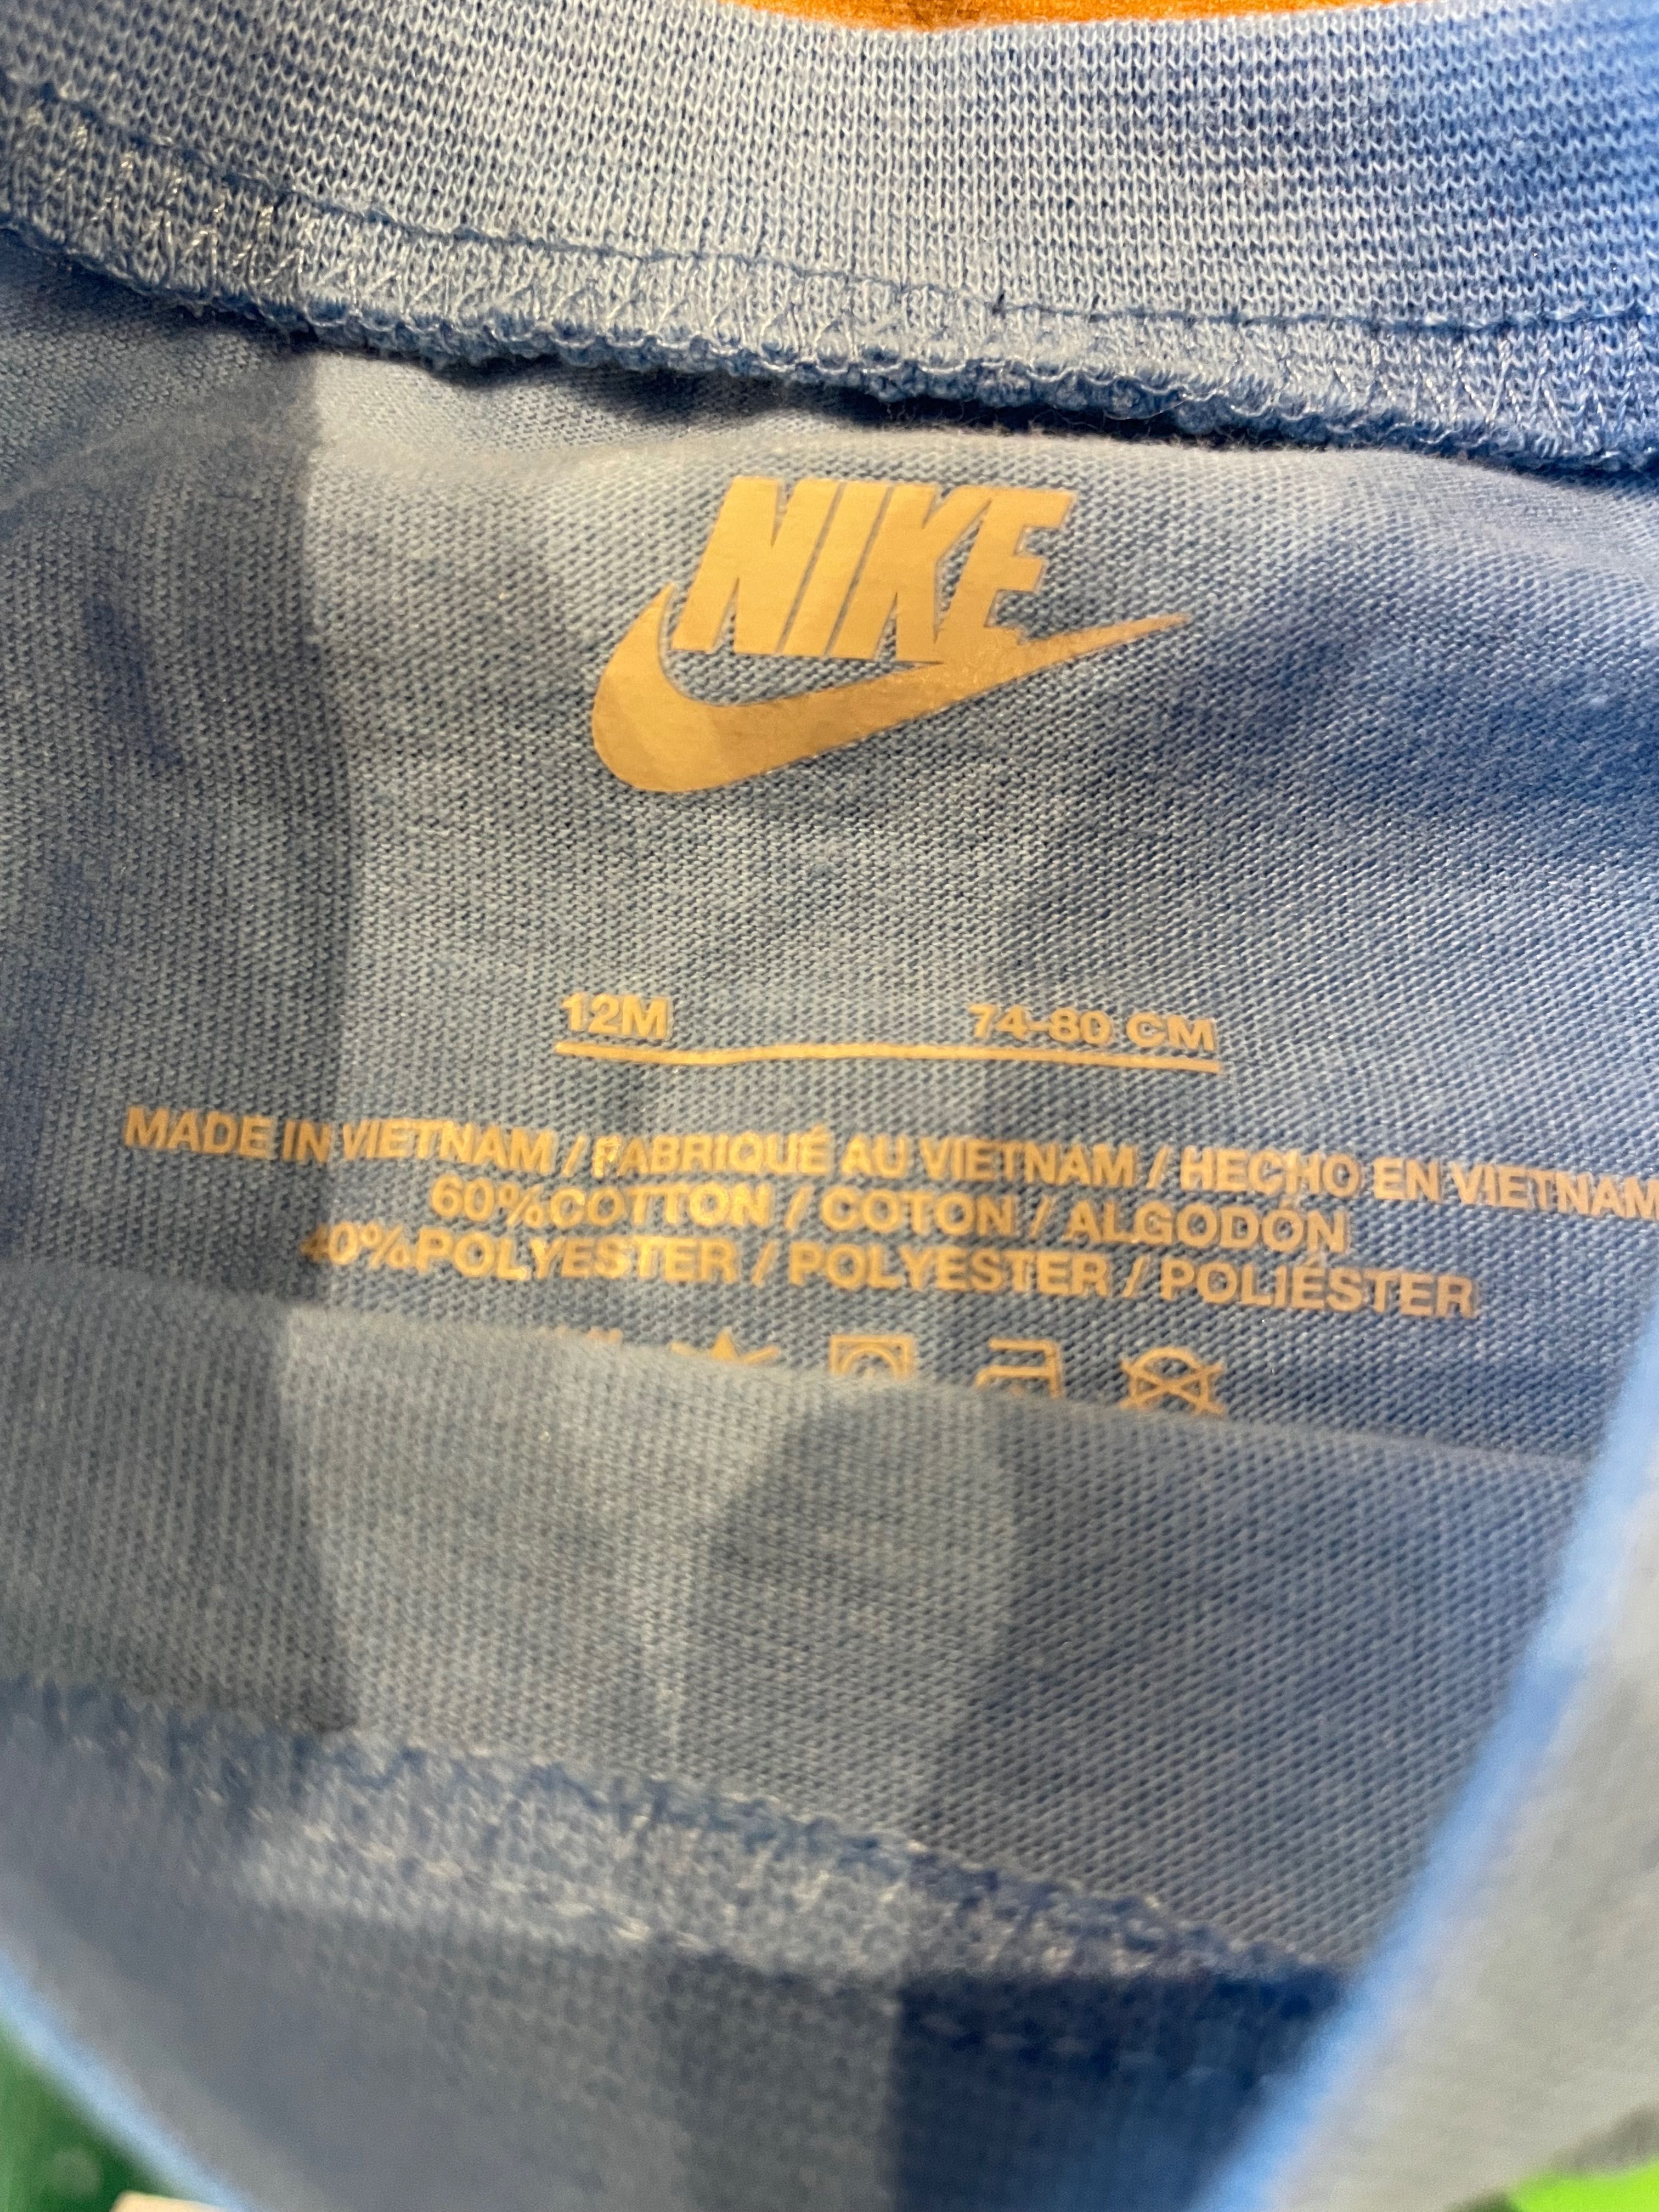 NIKE
12M 74-80 CM
MADE IN VIETNAM / FABRIQUÉ AU VIETNAM / HECHO EN VIETNAM
60%COTTON / COTON / ALGODÓN
40%POLYESTER / POLYESTER / POLIÉSTER